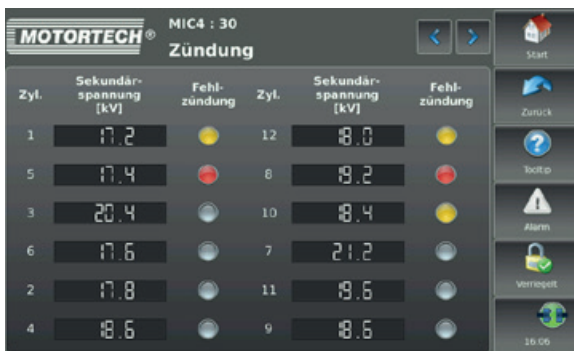 MOTORTECH®
MIC4 : 30
Zündung
Start
Zyl. Sekundär-spannung [kV] Fehl-zündung Zyl. Sekundär-spannung [kV] Fehl-zündung
1 17.2 12 18.0
5 17.4 8 19.2
3 20.4 10 18.4
6 17.6 7 21.2
2 17.8 11 19.6
4 18.6 9 18.6
Zurück
Tooltip
Alarm
Verriegelt
16:06